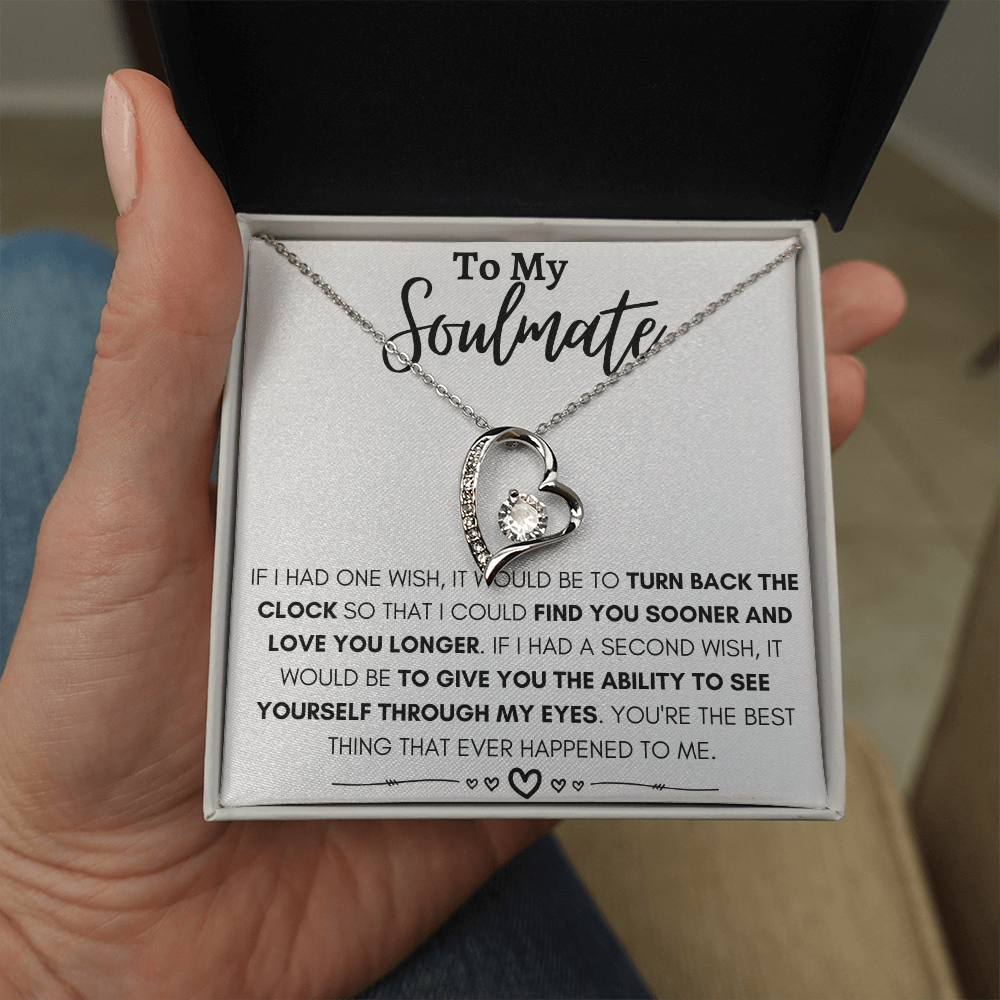 To My
Soulmate
IF I HAD ONE WISH, IT WOULD BE TO TURN BACK THE
CLOCK SO THAT I COULD FIND YOU SOONER AND
LOVE YOU LONGER. IF I HAD A SECOND WISH, IT
WOULD BE TO GIVE YOU THE ABILITY TO SEE
YOURSELF THROUGH MY EYES. YOU'RE THE BEST
THING THAT EVER HAPPENED TO ME.